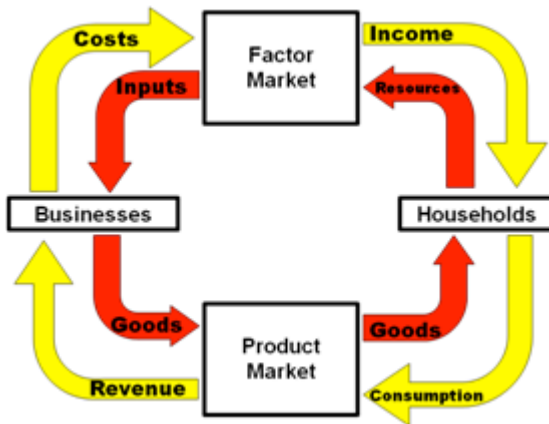 Costs
Factor
Market
Income
Inputs
Resources
Businesses
Households
Goods
Product
Market
Goods
Revenue
Consumption